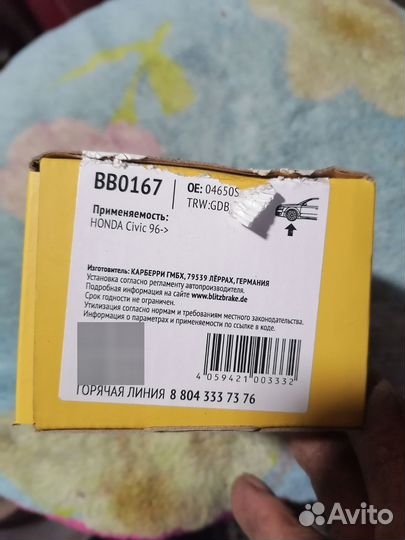 BB0167
OE: 04650S
TRW:GDB
Применяемость:
HONDA Civic 96->
Изготовитель: КАРБЕРРИ ГМБХ, 79539 ЛЁРРАХ, ГЕРМАНИЯ
Установка согласно регламенту автопроизводителя.
Подробная информация на сайте www.blitzbrake.de
Срок годности не ограничен.
Утилизация согласно нормам и требованиям местного законодательства.
Информация о параметрах и применяемости по ссылке в коде.
4 059421 003332
ГОРЯЧАЯ ЛИНИЯ 8 804 333 73 76
Avito